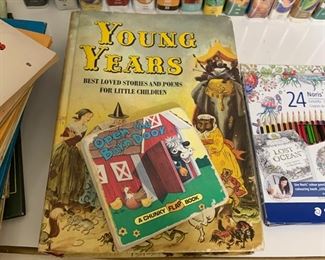 YOUNG
YEARS
BEST LOVED STORIES AND POEMS
FOR LITTLE CHILDREN
Open the
Barn Door
A CHUNKY FLAP BOOK
24 Noris
LOST
OCEAN